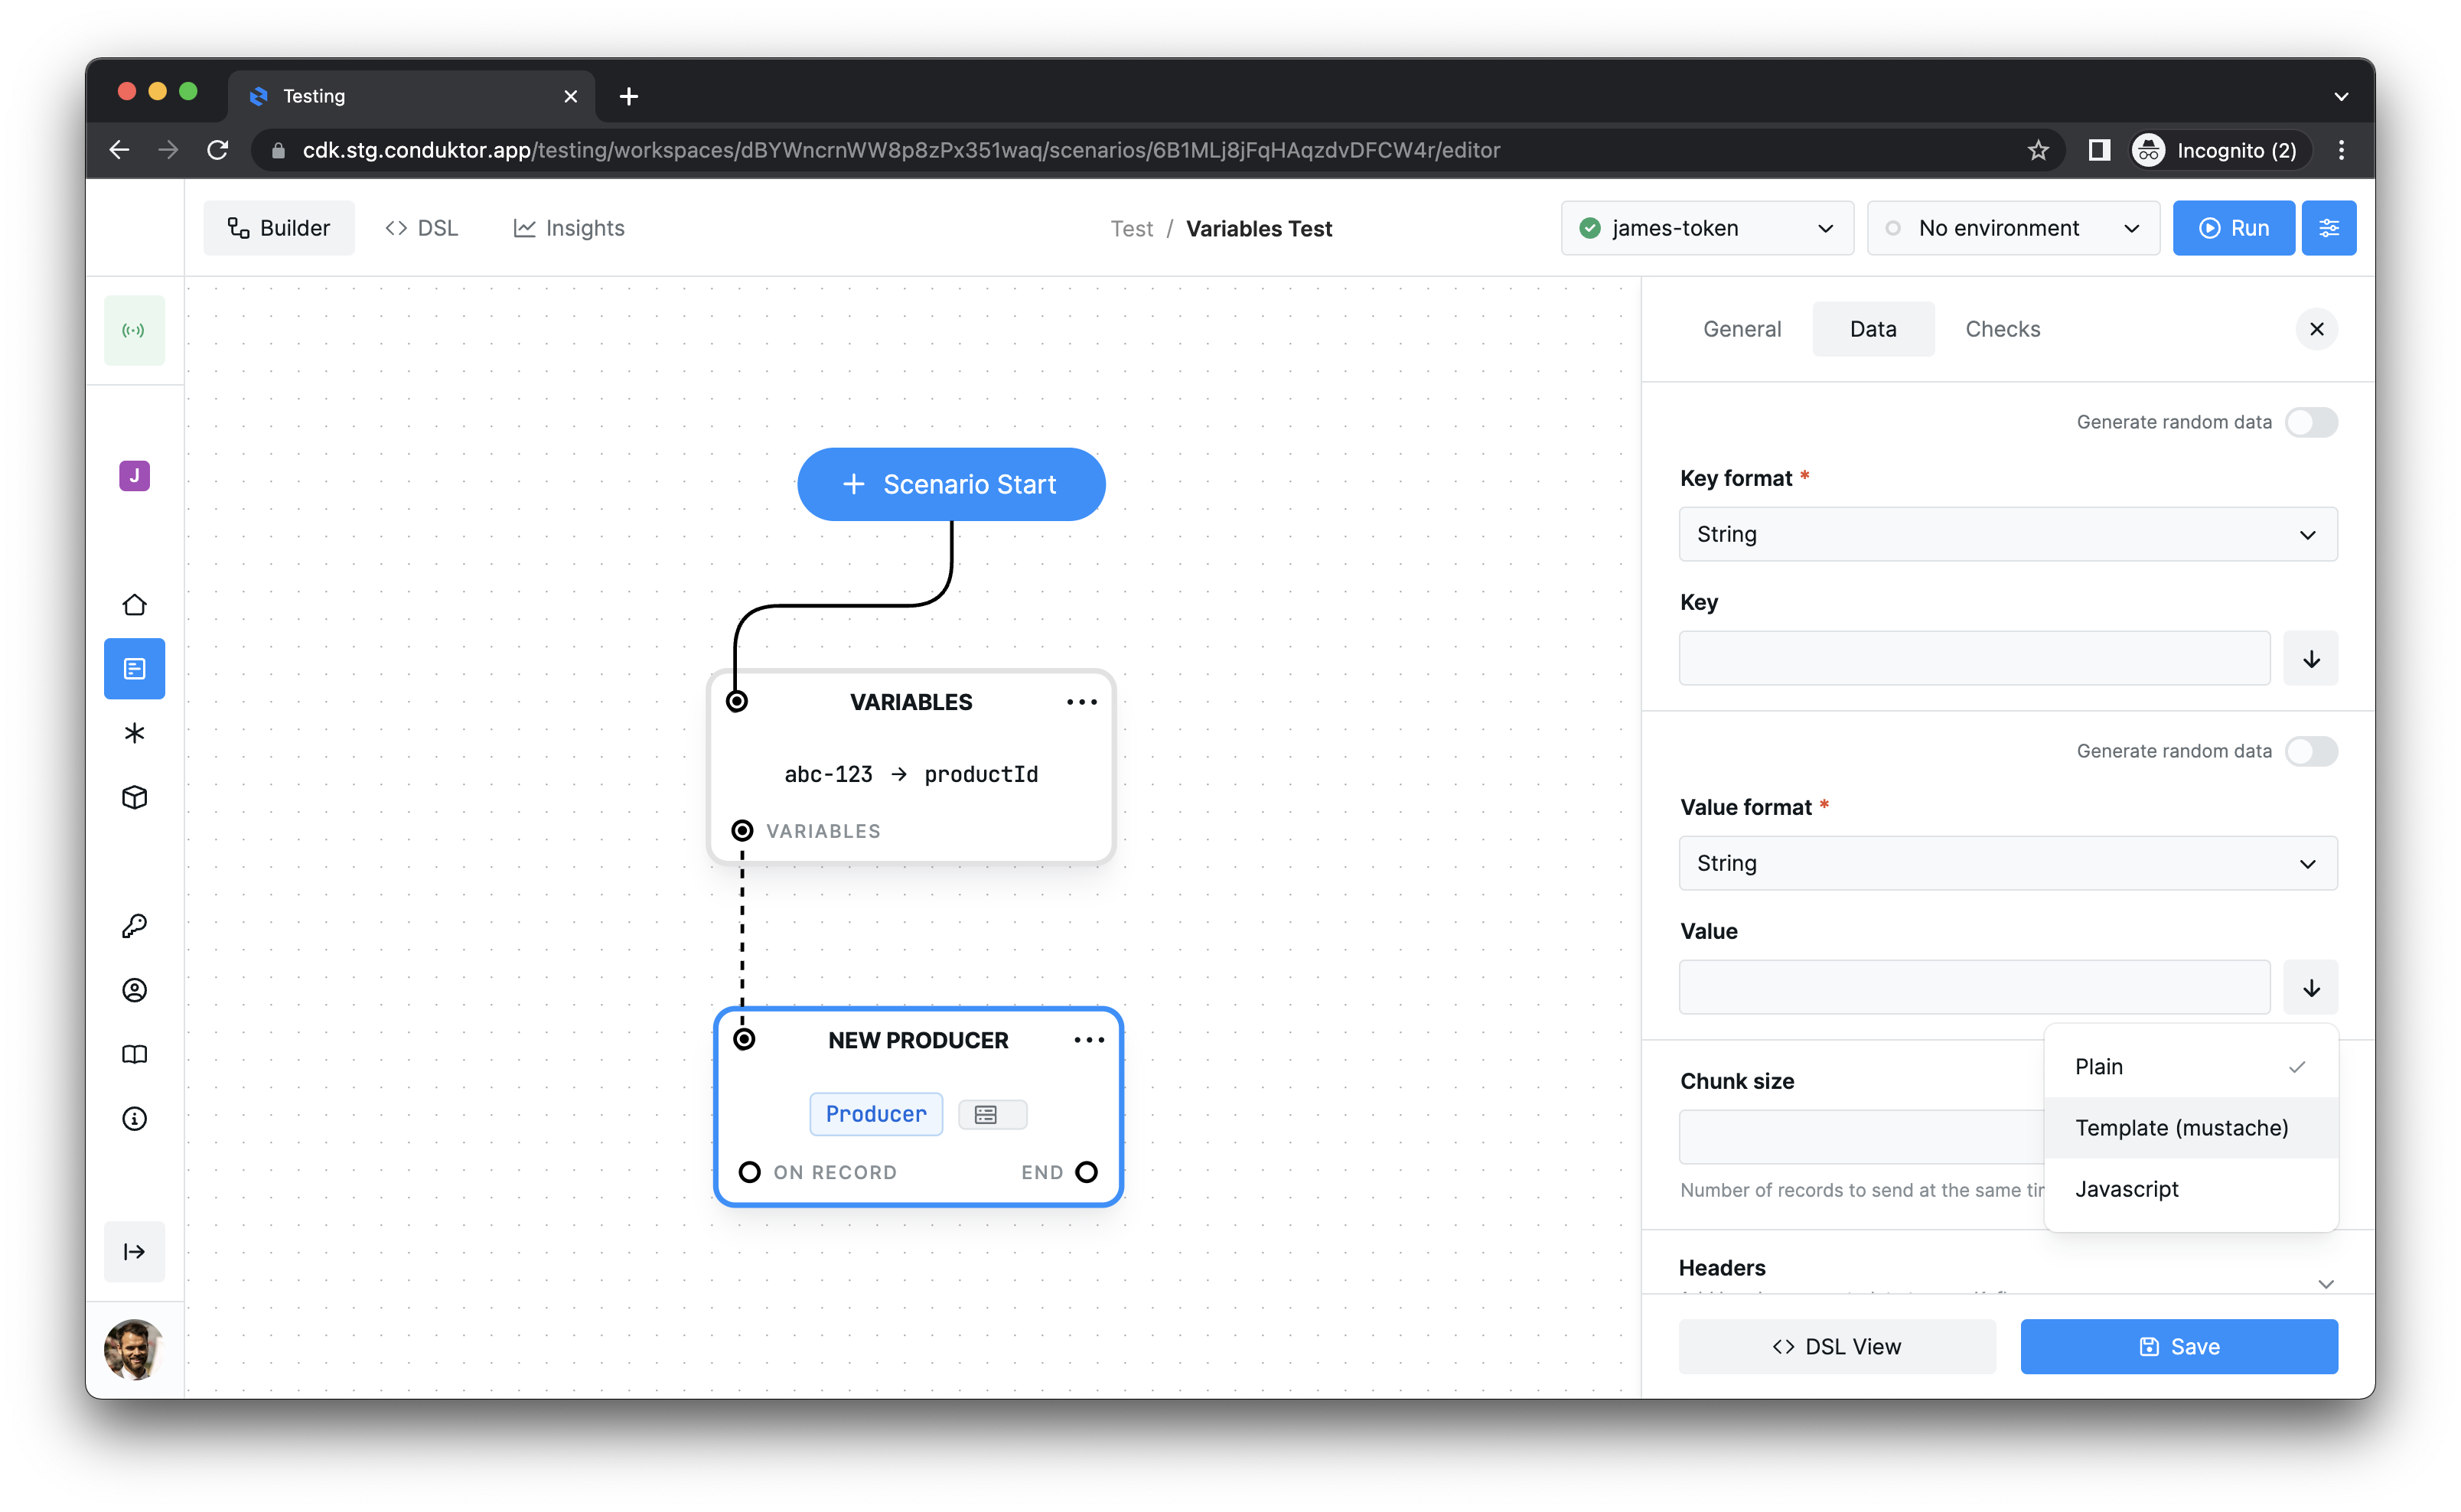 Testing
cdk.stg.conduktor.app/testing/workspaces/dBYWncrnWW8p8zPx351waq/scenarios/6B1MLj8jFqHAqzdvDFCW4r/editor
Incognito (2)
Builder
<> DSL
Insights
Test / Variables Test
james-token
No environment
Run
General
Data
Checks
J
Generate random data
Key format *
String
Key
Generate random data
Value format *
String
Value
Plain
Template (mustache)
Javascript
Chunk size
Number of records to send at the same
Headers
<> DSL View
Save
+ Scenario Start
VARIABLES
abc-123 → productId
VARIABLES
NEW PRODUCER
Producer
ON RECORD
END